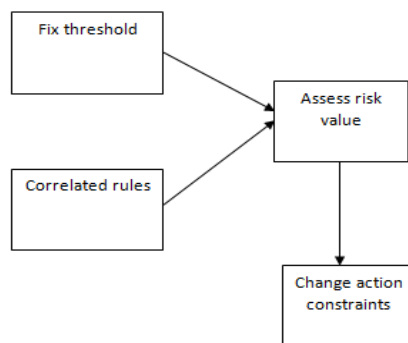 Fix threshold
Assess risk
value
Correlated rules
Change action
constraints